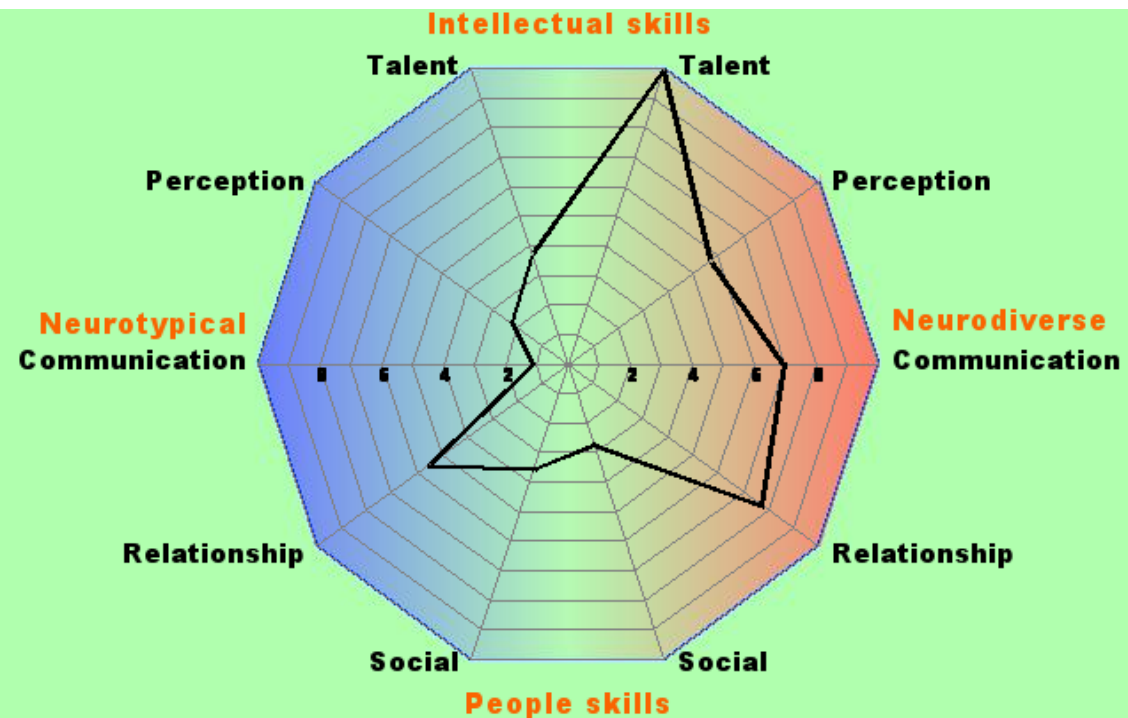 Intellectual skills
Talent Talent
Perception Perception
Neurotypical Neurodiverse
Communication 8 6 4 2 2 4 6 8 Communication
Relationship Relationship
Social Social
People skills